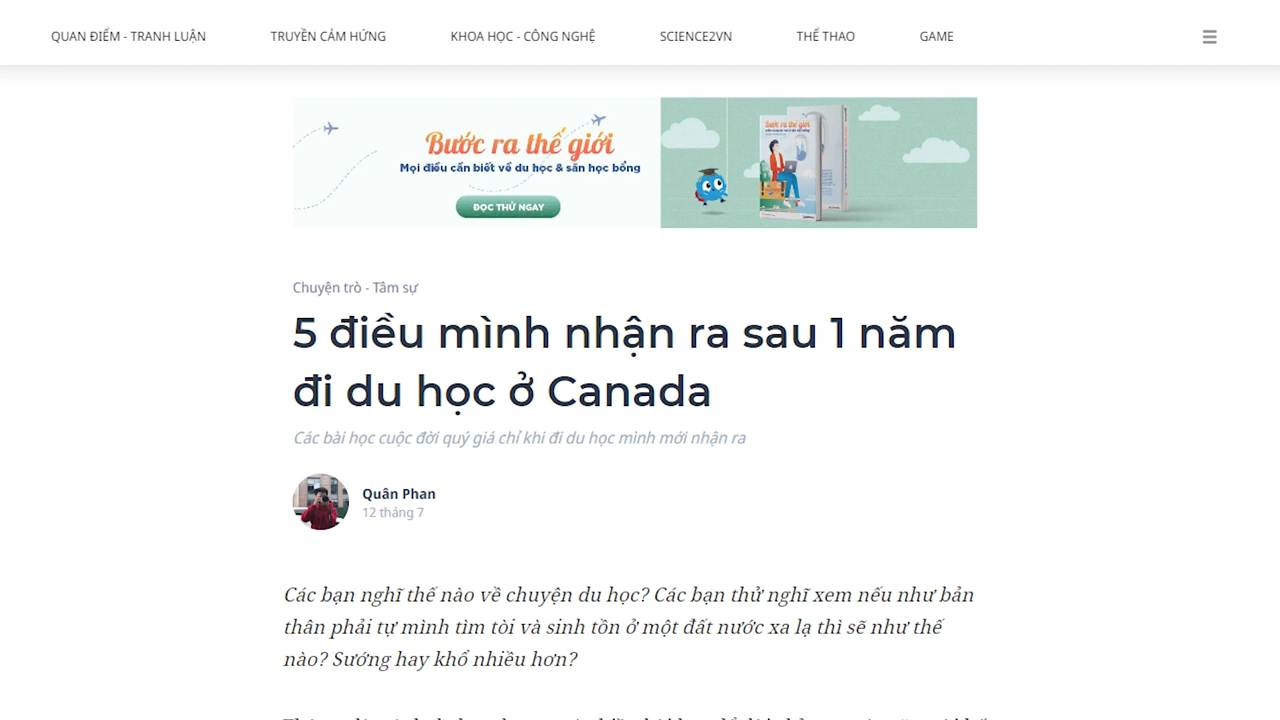 QUAN ĐIỂM - TRANH LUẬN
TRUYỀN CẢM HỨNG
KHOA HỌC - CÔNG NGHỆ
SCIENCE2VN
THỂ THAO
GAME
Bước ra thế giới
Mọi điều cần biết về du học & săn học bổng
ĐỌC THỬ NGAY
Bước ra thế giới
Chuyện trò - Tâm sự
5 điều mình nhận ra sau 1 năm
đi du học ở Canada
Các bài học cuộc đời quý giá chỉ khi đi du học mình mới nhận ra
Quân Phan
12 tháng 7
Các bạn nghĩ thế nào về chuyện du học? Các bạn thử nghĩ xem nếu như bản
thân phải tự mình tìm tòi và sinh tồn ở một đất nước xa lạ thì sẽ như thế
nào? Sướng hay khổ nhiều hơn?